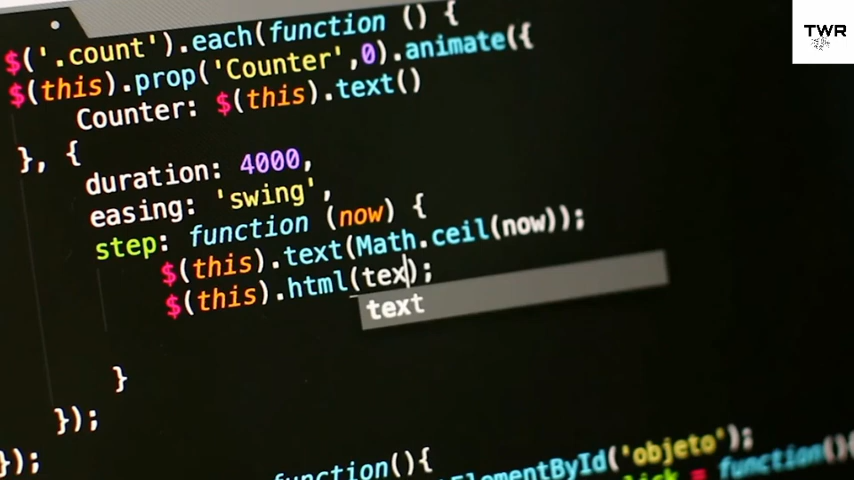 TWR
$('.count').each(function () {
$(this).prop('Counter',0).animate({
Counter: $(this).text()
}, {
duration: 4000,
easing: 'swing',
step: function (now) {
$(this).text(Math.ceil(now));
$(this).html(tex);
text
}
});
});
function(){
ElementById('objeto');
= function(){